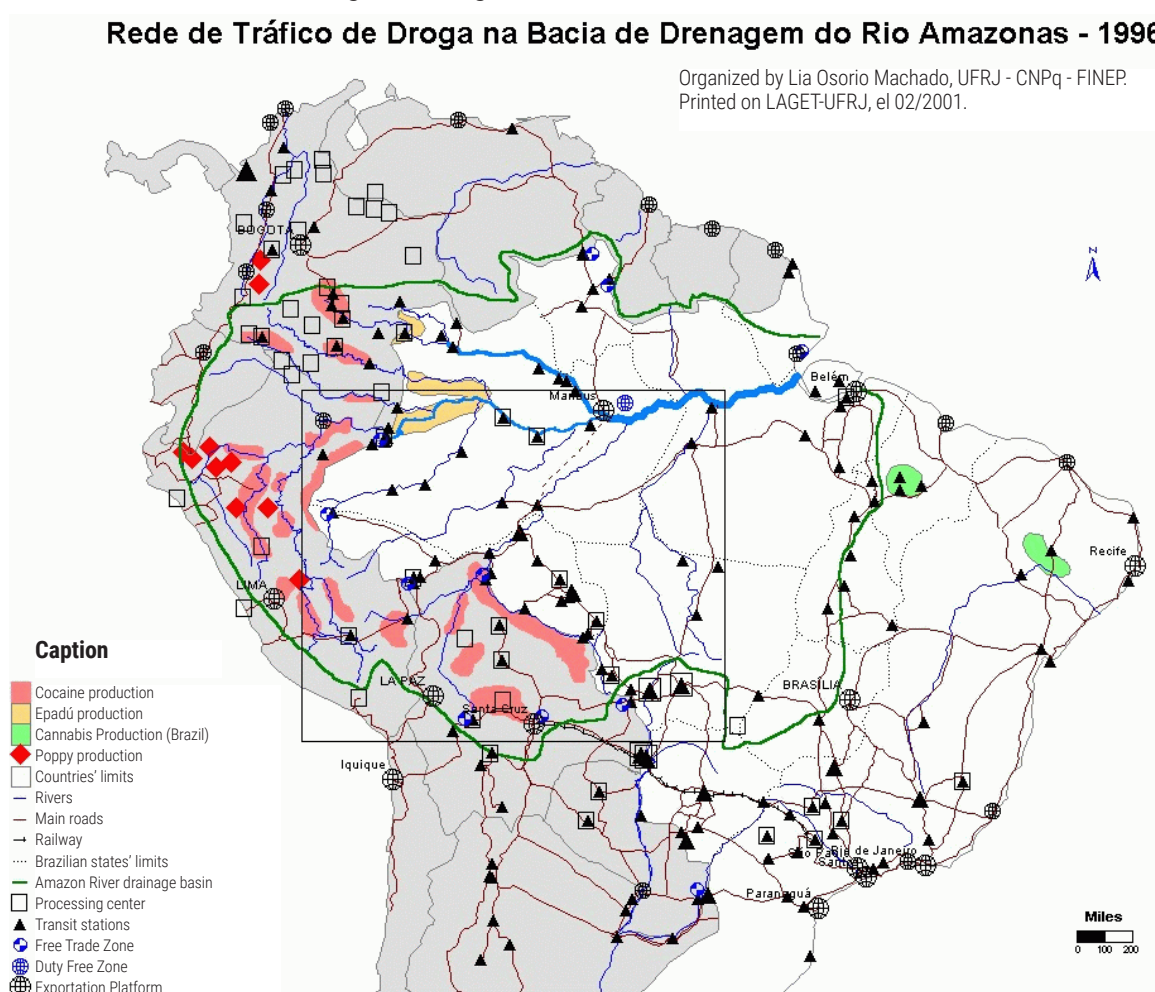 Rede de Tráfico de Droga na Bacia de Drenagem do Rio Amazonas - 1996
Organized by Lia Osorio Machado, UFRJ - CNPq - FINEP.
Printed on LAGET-UFRJ, el 02/2001.
BOGOTA
N
Belém
Manaus
Recife
LIMA
LA PAZ
BRASÍLIA
Santa Cruz
Iquique
Rio de Janeiro
São Paulo
Santos
Paranaguá
Caption
Cocaine production
Epadú production
Cannabis Production (Brazil)
Poppy production
Countries' limits
Rivers
Main roads
Railway
Brazilian states' limits
Amazon River drainage basin
Processing center
Transit stations
Free Trade Zone
Duty Free Zone
Exportation Platform
Miles
0 100 200